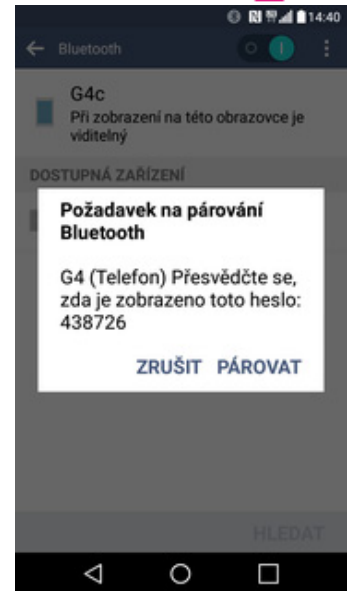 14:40
Bluetooth
G4c
Při zobrazení na této obrazovce je
viditelný
DOSTUPNÁ ZAŘÍZENÍ
Požadavek na párování
Bluetooth
G4 (Telefon) Přesvědčte se,
zda je zobrazeno toto heslo:
438726
ZRUŠIT PÁROVAT
HLEDAT